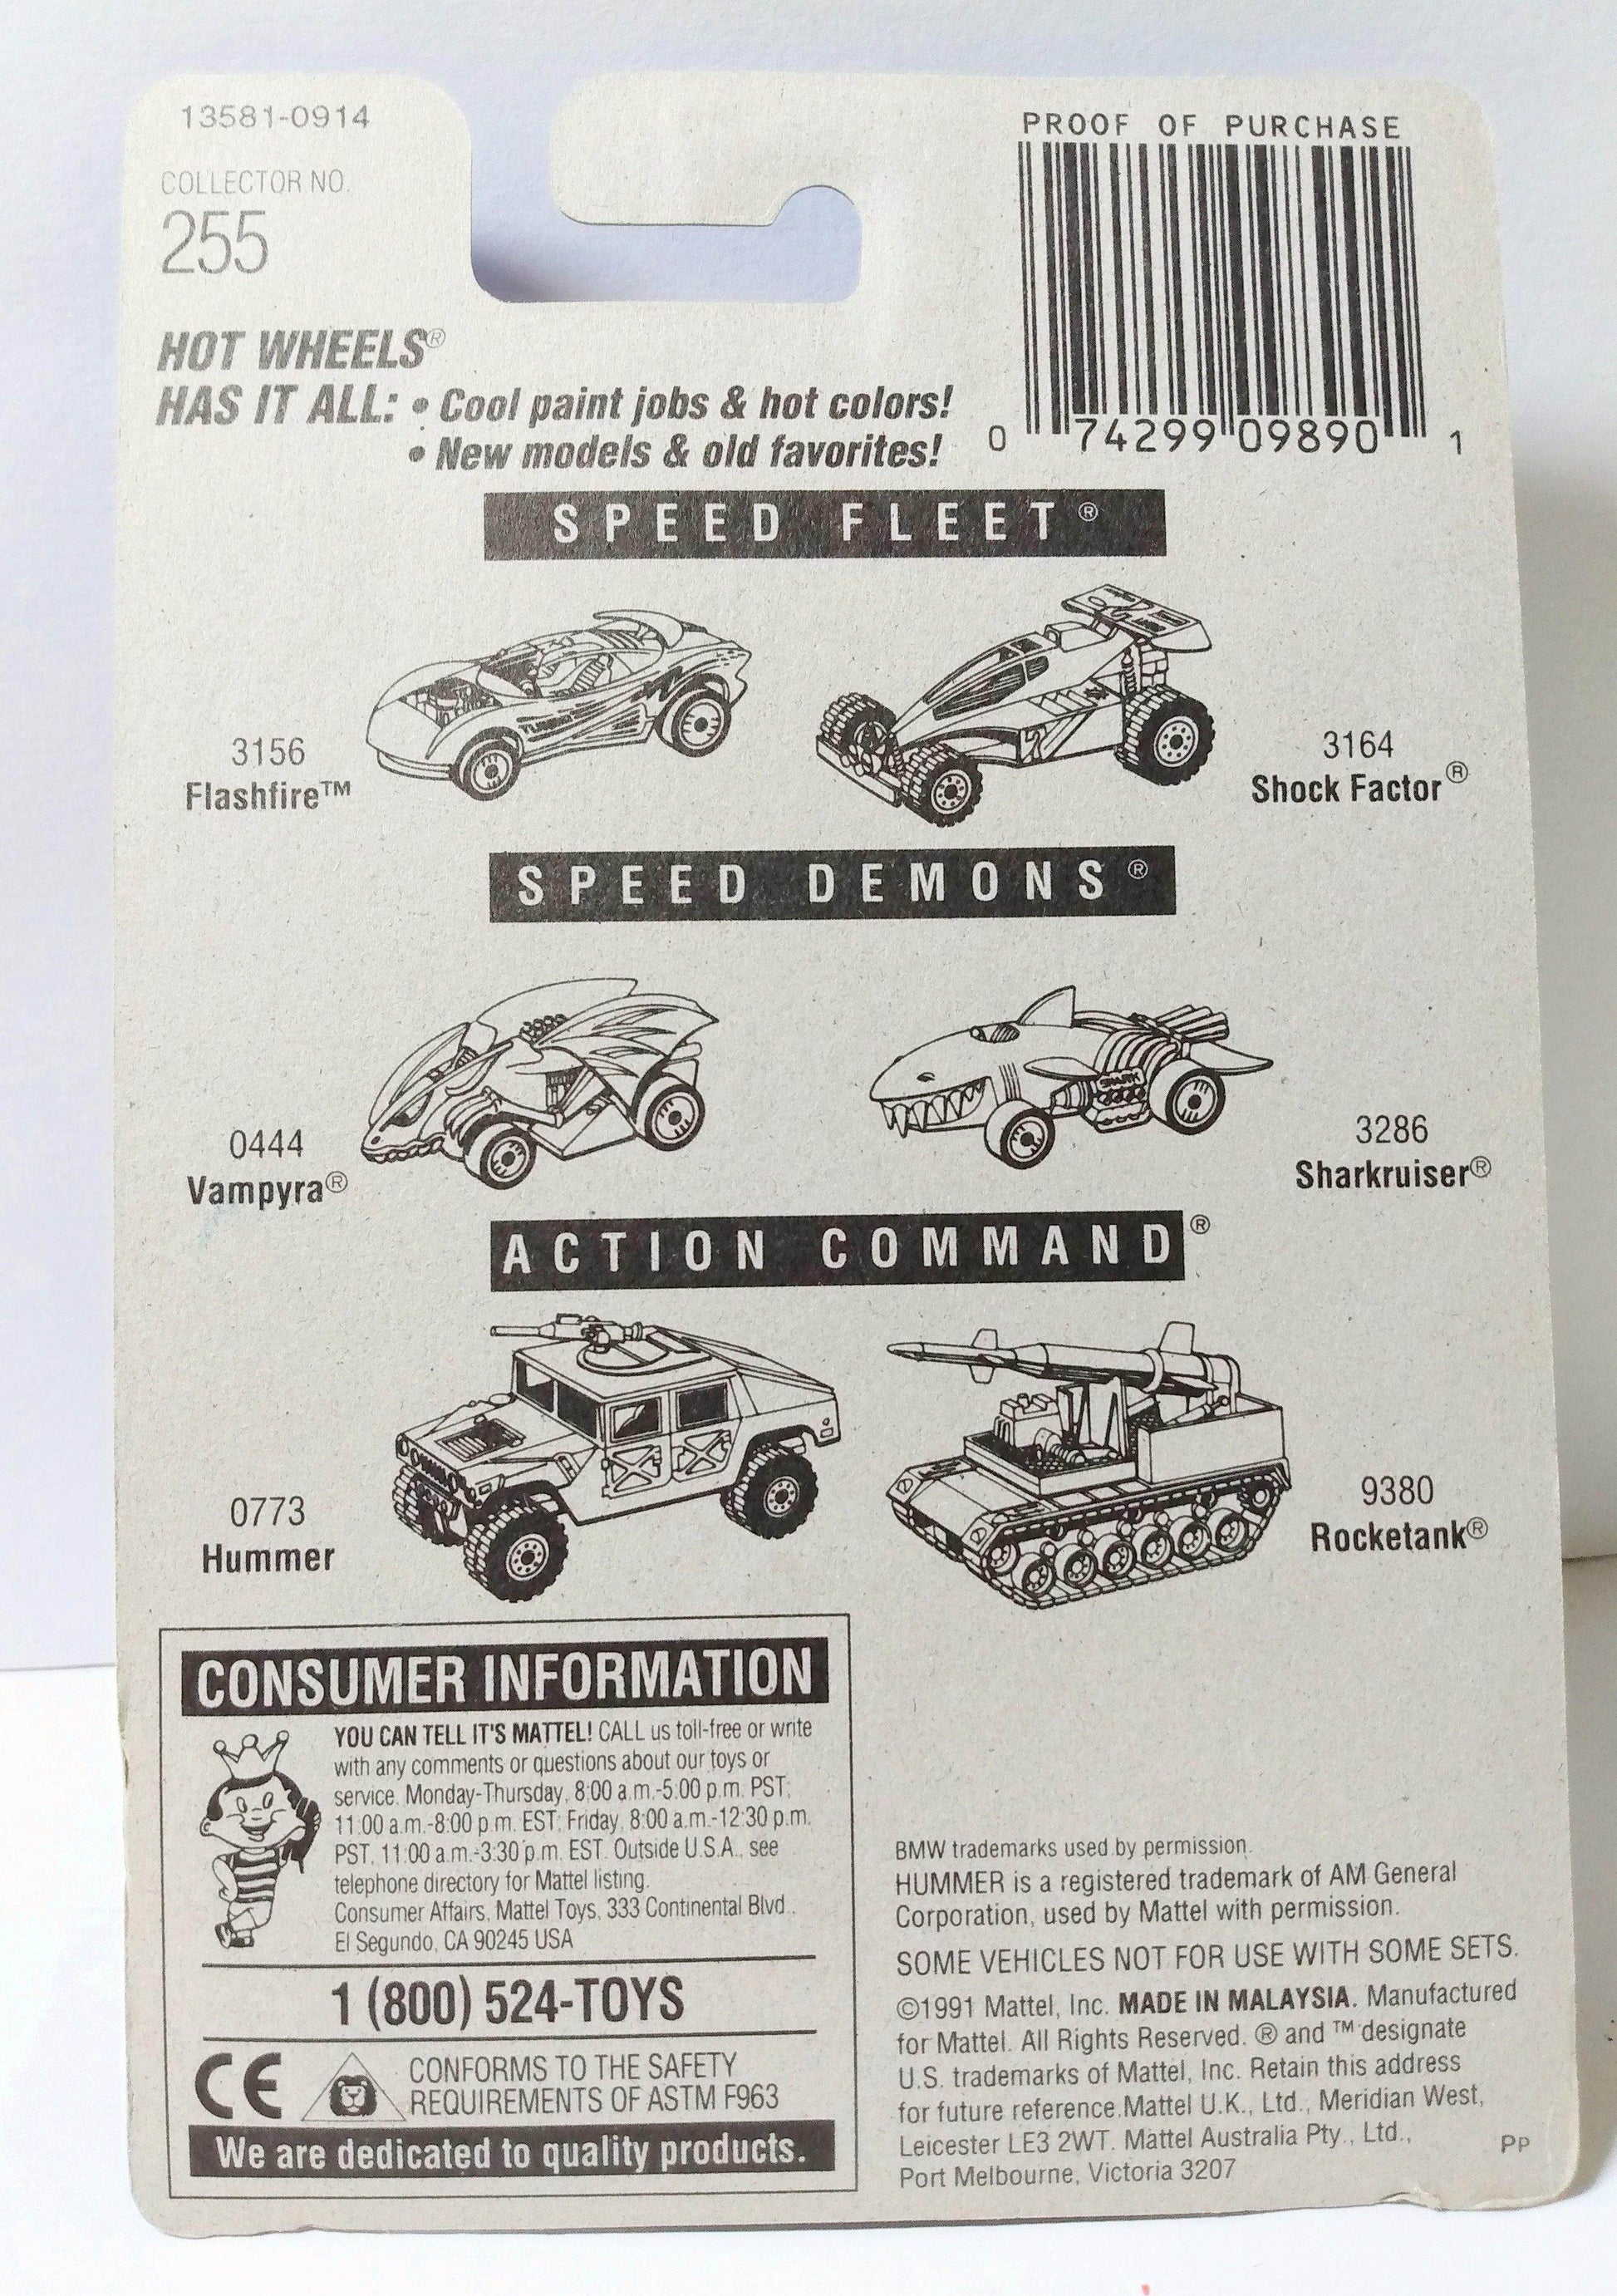 13581-0914
COLLECTOR NO.
255
PROOF OF PURCHASE
0 74299 09890 1
HOT WHEELS®
HAS IT ALL: • Cool paint jobs & hot colors!
• New models & old favorites!
SPEED FLEET®
3156
Flashfire™
3164
Shock Factor®
SPEED DEMONS®
0444
Vampyra®
SHARK
3286
Sharkruiser®
ACTION COMMAND®
0773
Hummer
9380
Rocketank®
CONSUMER INFORMATION
YOU CAN TELL IT'S MATTEL! CALL us toll-free or write
with any comments or questions about our toys or
service. Monday-Thursday, 8:00 a.m.-5:00 p.m. PST;
11:00 a.m.-8:00 p.m. EST; Friday, 8:00 a.m.-12:30 p.m.
PST, 11:00 a.m.-3:30 p.m. EST. Outside U.S.A., see
telephone directory for Mattel listing.
Consumer Affairs, Mattel Toys, 333 Continental Blvd.,
El Segundo, CA 90245 USA
1 (800) 524-TOYS
CE CONFORMS TO THE SAFETY
REQUIREMENTS OF ASTM F963
We are dedicated to quality products.
BMW trademarks used by permission.
HUMMER is a registered trademark of AM General
Corporation, used by Mattel with permission.
SOME VEHICLES NOT FOR USE WITH SOME SETS.
©1991 Mattel, Inc. MADE IN MALAYSIA. Manufactured
for Mattel. All Rights Reserved. ® and ™ designate
U.S. trademarks of Mattel, Inc. Retain this address
for future reference.Mattel U.K., Ltd., Meridian West,
Leicester LE3 2WT. Mattel Australia Pty., Ltd.,
Port Melbourne, Victoria 3207
PP